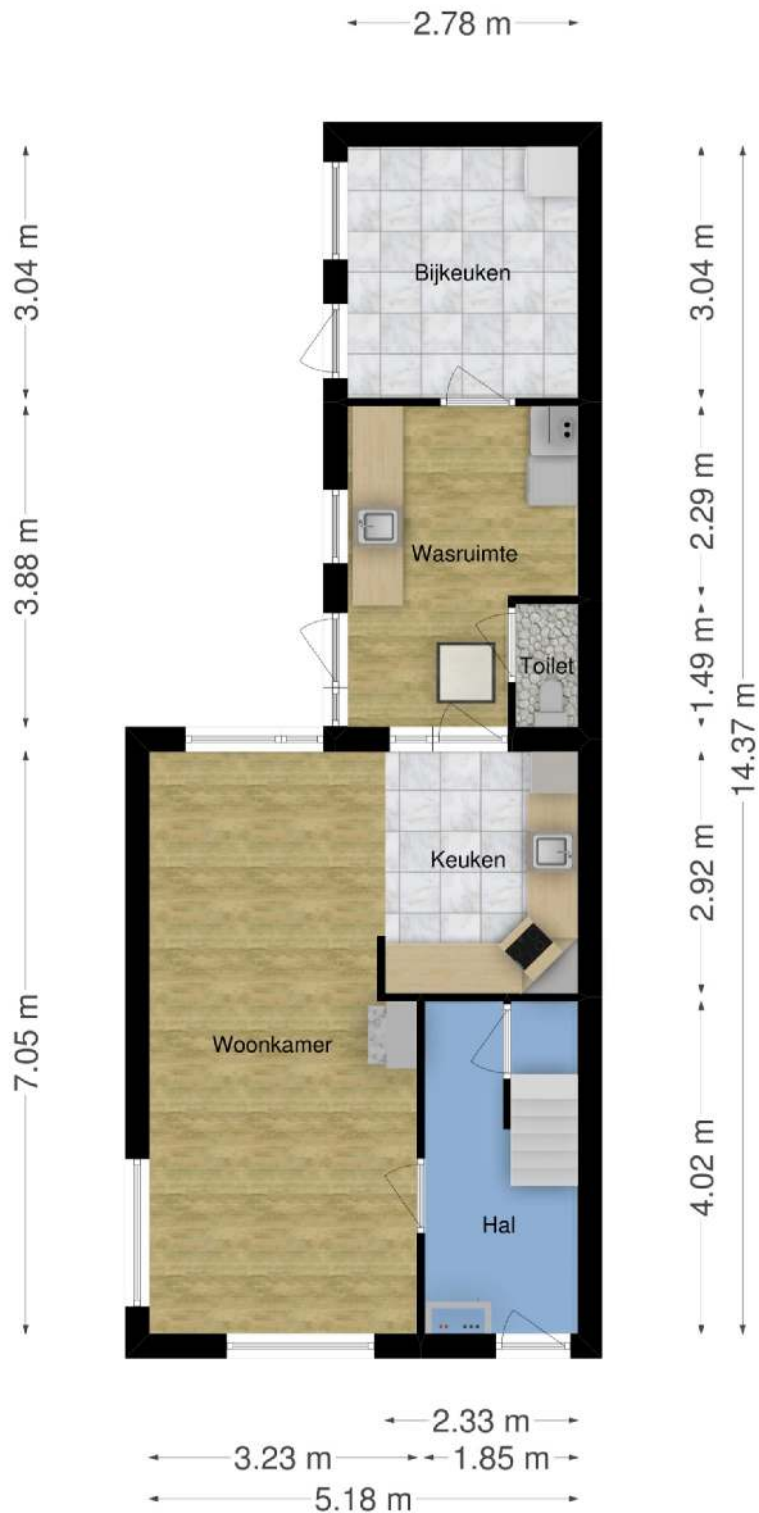 2.78 m
3.04 m
3.04 m
Bijkeuken
3.88 m
2.29 m
Wasruimte
1.49 m
Toilet
14.37 m
Keuken
2.92 m
7.05 m
Woonkamer
4.02 m
Hal
2.33 m
3.23 m
1.85 m
5.18 m